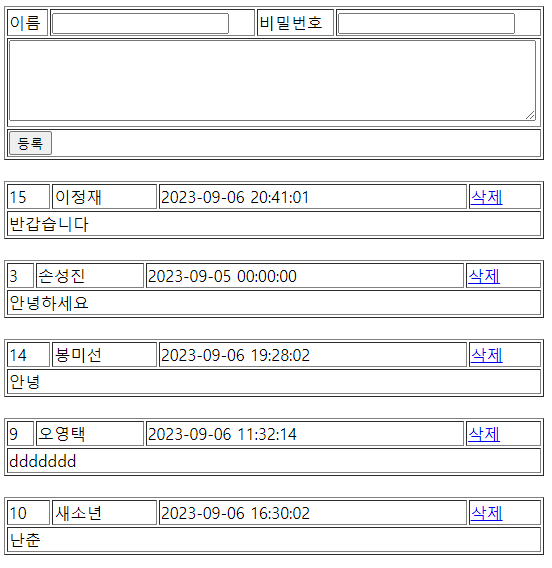 이름 비밀번호
등록
15 이정재 2023-09-06 20:41:01 삭제
반갑습니다
3 손성진 2023-09-05 00:00:00 삭제
안녕하세요
14 봉미선 2023-09-06 19:28:02 삭제
안녕
9 오영택 2023-09-06 11:32:14 삭제
ddddddd
10 새소년 2023-09-06 16:30:02 삭제
난춘